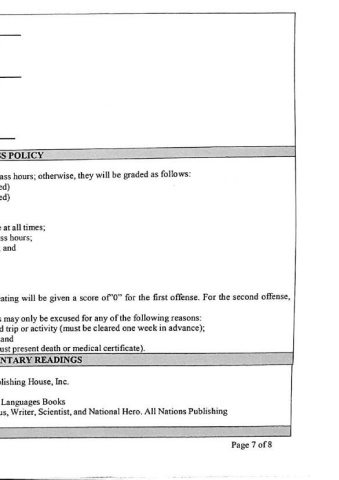 SS POLICY
ass hours; otherwise, they will be graded as follows:
ed)
ed)
e at all times;
ss hours;
and
ating will be given a score of"0" for the first offense. For the second offense,
s may only be excused for any of the following reasons:
d trip or activity (must be cleared one week in advance);
and
ust present death or medical certificate).
NTARY READINGS
lishing House, Inc.
Languages Books
us, Writer, Scientist, and National Hero. All Nations Publishing
Page 7 of 8